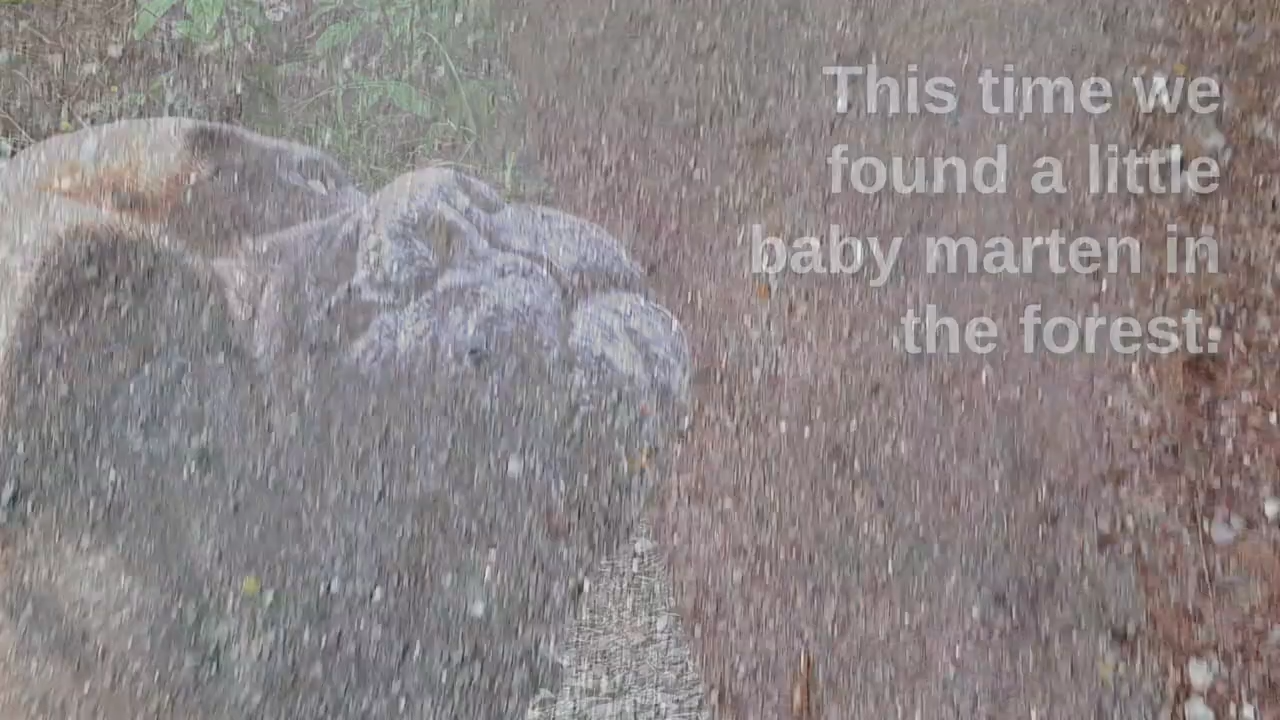 This time we
found a little
baby marten in
the forest.